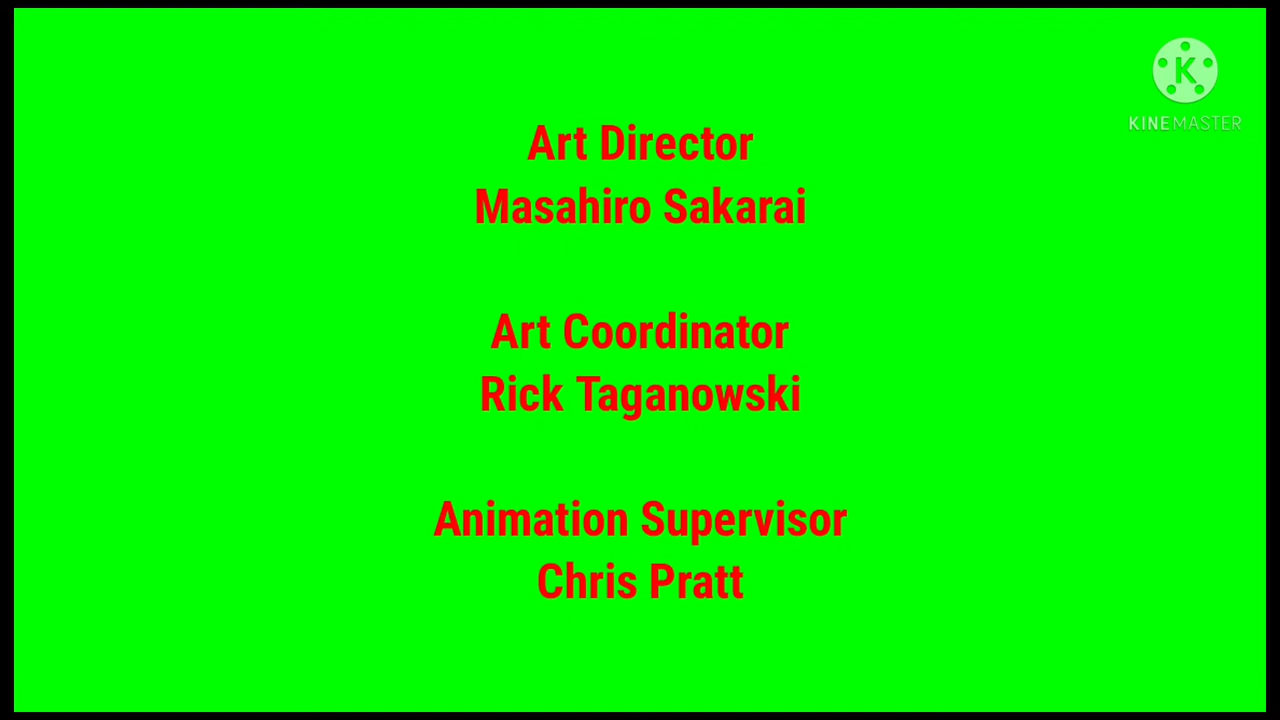 K
KINEMASTER
Art Director
Masahiro Sakarai
Art Coordinator
Rick Taganowski
Animation Supervisor
Chris Pratt